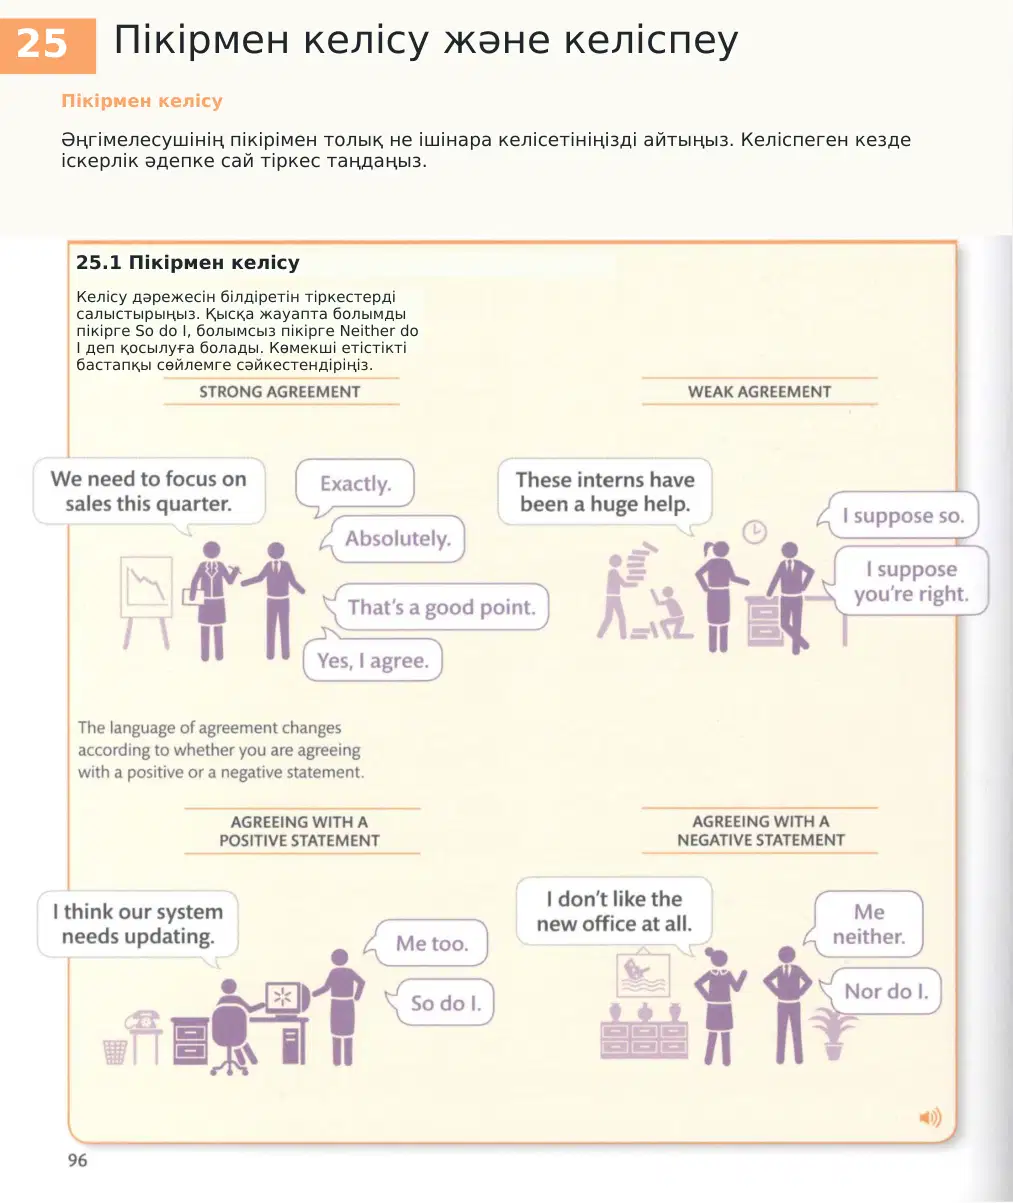 25
Пікірмен келісу және келіспеу
Пікірмен келісу
Әңгімелесушінің пікірімен толық не ішінара келісетініңізді айтыңыз. Келіспеген кезде
іскерлік әдепке сай тіркес таңдаңыз.
25.1 Пікірмен келісу
Келісу дәрежесін білдіретін тіркестерді
салыстырыңыз. Қысқа жауапта болымды
пікірге So do I, болымсыз пікірге Neither do
I деп қосылуға болады. Көмекші етістікті
бастапқы сөйлемге сәйкестендіріңіз.
STRONG AGREEMENT
WEAK AGREEMENT
We need to focus on
sales this quarter.
Exactly.
Absolutely.
That's a good point.
Yes, I agree.
These interns have
been a huge help.
I suppose so.
I suppose
you're right.
The language of agreement changes
according to whether you are agreeing
with a positive or a negative statement.
AGREEING WITH A
POSITIVE STATEMENT
AGREEING WITH A
NEGATIVE STATEMENT
I think our system
needs updating.
Me too.
So do I.
I don't like the
new office at all.
Me
neither.
Nor do I.
96